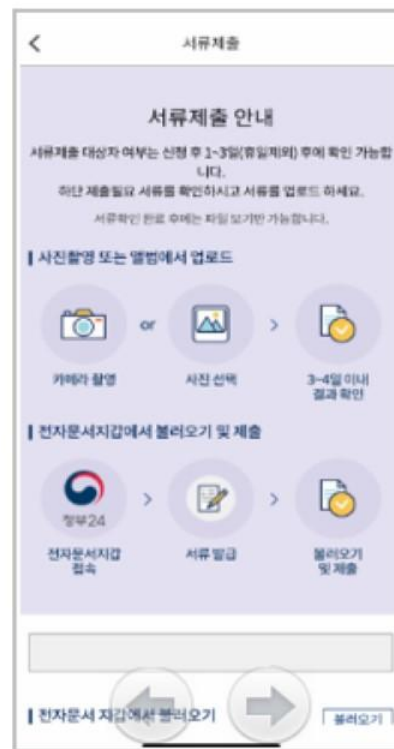 서류제출
서류제출 안내
서류제출 대상자 여부는 신청 후 1~3일(휴일제외) 후에 확인 가능합
니다.
하단 제출필요 서류를 확인하시고 서류를 업로드 하세요.
서류확인 완료 후에는 파일 보기만 가능합니다.
사진촬영 또는 앨범에서 업로드
or
카메라 촬영 사진 선택 3~4일 이내
결과 확인
전자문서지갑에서 불러오기 및 제출
정부24
전자문서지갑 서류 발급 불러오기
접속 및 제출
전자문서 지갑에서 불러오기 불러오기